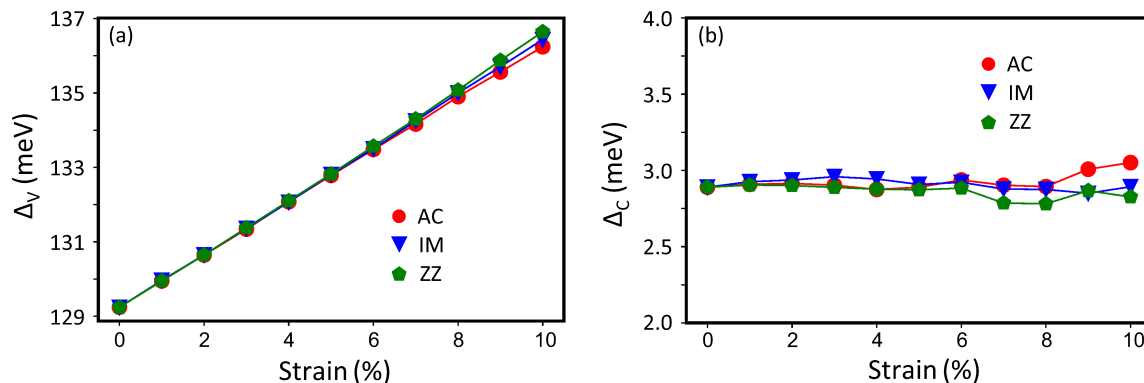 (a)
137
135
133
131
129
Δ_V (meV)
AC
IM
ZZ
0 2 4 6 8 10
Strain (%)
(b)
4.0
3.5
3.0
2.5
2.0
Δ_C (meV)
AC
IM
ZZ
0 2 4 6 8 10
Strain (%)